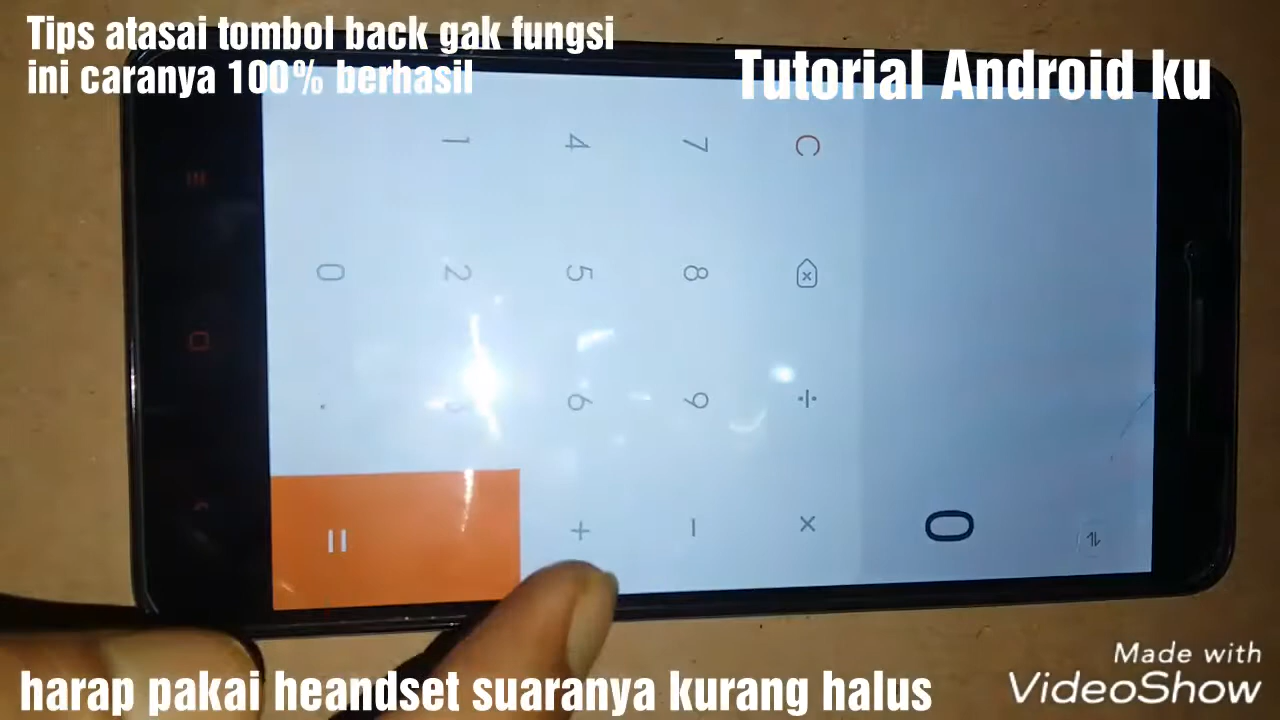 Tips atasai tombol back gak fungsi
ini caranya 100% berhasil
Tutorial Android ku
0
C ⌫ ÷ ×
7 8 9 −
4 5 6 +
1 2 3
0 . =
harap pakai heandset suaranya kurang halus
Made with
VideoShow